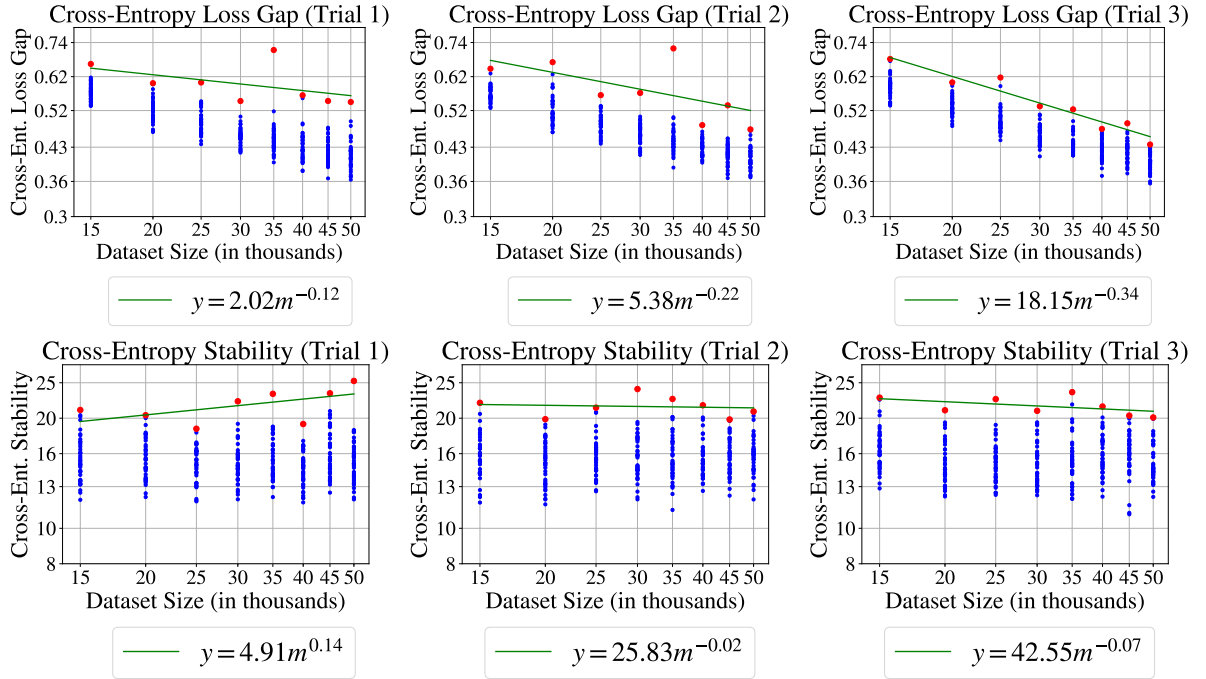 Cross-Entropy Loss Gap (Trial 1)
Cross-Ent. Loss Gap
0.74
0.62
0.52
0.43
0.36
0.3
15 20 25 30 35 40 45 50
Dataset Size (in thousands)
y = 2.02m^{-0.12}
Cross-Entropy Loss Gap (Trial 2)
Cross-Ent. Loss Gap
0.74
0.62
0.52
0.43
0.36
0.3
15 20 25 30 35 40 45 50
Dataset Size (in thousands)
y = 5.38m^{-0.22}
Cross-Entropy Loss Gap (Trial 3)
Cross-Ent. Loss Gap
0.74
0.62
0.52
0.43
0.36
0.3
15 20 25 30 35 40 45 50
Dataset Size (in thousands)
y = 18.15m^{-0.34}
Cross-Entropy Stability (Trial 1)
Cross-Ent. Stability
25
20
16
13
10
8
15 20 25 30 35 40 45 50
Dataset Size (in thousands)
y = 4.91m^{0.14}
Cross-Entropy Stability (Trial 2)
Cross-Ent. Stability
25
20
16
13
10
8
15 20 25 30 35 40 45 50
Dataset Size (in thousands)
y = 25.83m^{-0.02}
Cross-Entropy Stability (Trial 3)
Cross-Ent. Stability
25
20
16
13
10
8
15 20 25 30 35 40 45 50
Dataset Size (in thousands)
y = 42.55m^{-0.07}